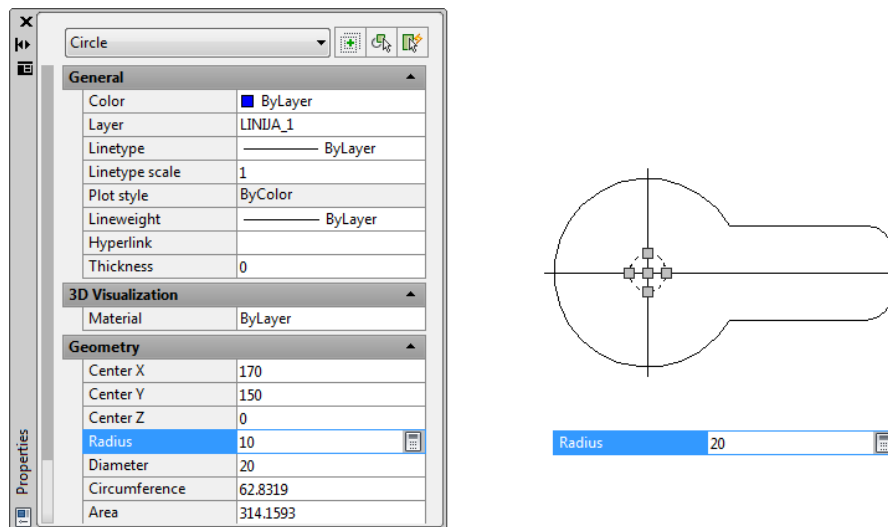 Circle
General
Color ByLayer
Layer LINIJA_1
Linetype ByLayer
Linetype scale 1
Plot style ByColor
Lineweight ByLayer
Hyperlink
Thickness 0
3D Visualization
Material ByLayer
Geometry
Center X 170
Center Y 150
Center Z 0
Radius 10
Diameter 20
Circumference 62.8319
Area 314.1593
Properties
Radius 20